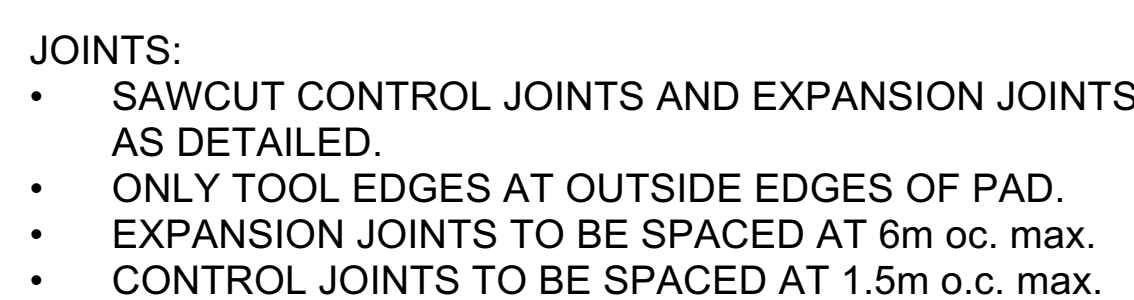 JOINTS:
• SAWCUT CONTROL JOINTS AND EXPANSION JOINTS
AS DETAILED.
• ONLY TOOL EDGES AT OUTSIDE EDGES OF PAD.
• EXPANSION JOINTS TO BE SPACED AT 6m oc. max.
• CONTROL JOINTS TO BE SPACED AT 1.5m o.c. max.